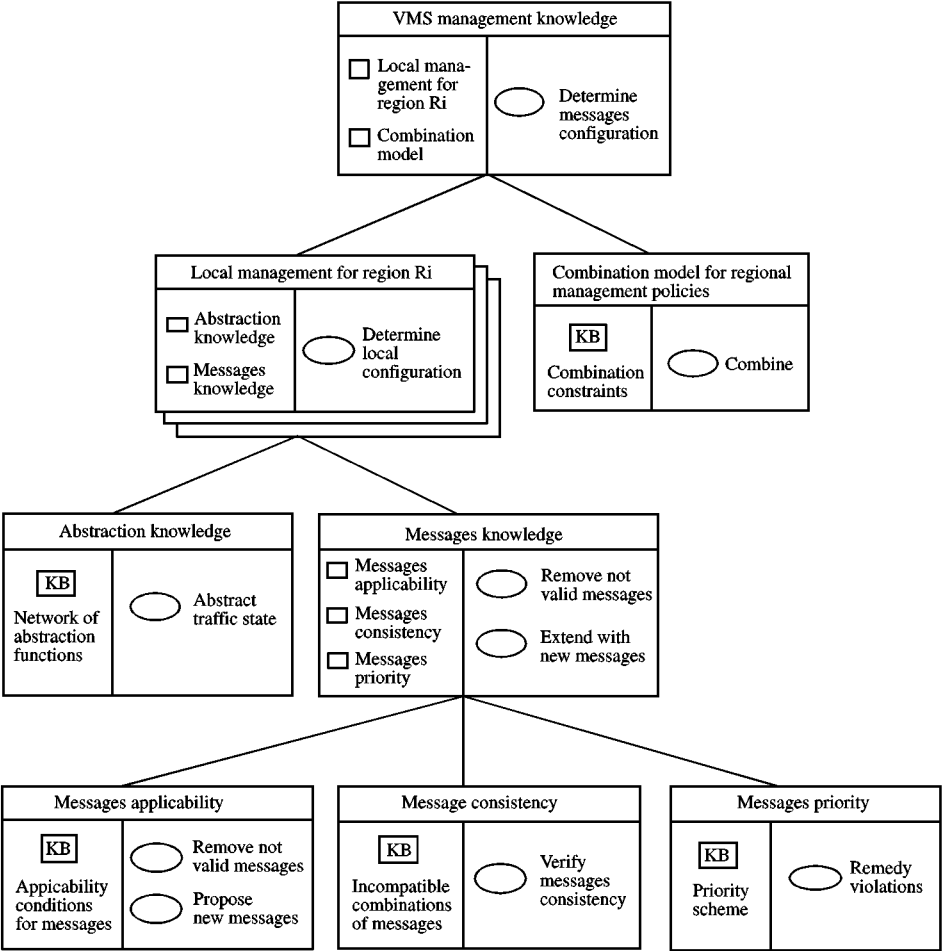 VMS management knowledge
Local mana-
gement for
region Ri
Combination
model
Determine
messages
configuration
Local management for region Ri
Abstraction
knowledge
Messages
knowledge
Determine
local
configuration
Combination model for regional
management policies
KB
Combination
constraints
Combine
Abstraction knowledge
KB
Network of
abstraction
functions
Abstract
traffic state
Messages knowledge
Messages
applicability
Messages
consistency
Messages
priority
Remove not
valid messages
Extend with
new messages
Messages applicability
KB
Appicability
conditions
for messages
Remove not
valid messages
Propose
new messages
Message consistency
KB
Incompatible
combinations
of messages
Verify
messages
consistency
Messages priority
KB
Priority
scheme
Remedy
violations